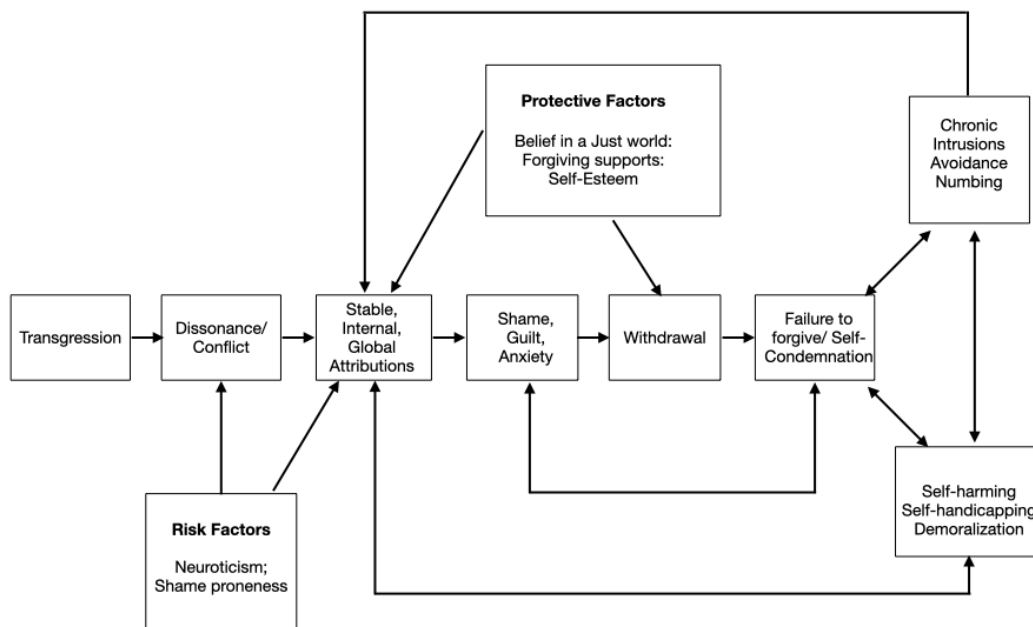 Protective Factors
Belief in a Just world:
Forgiving supports:
Self-Esteem
Chronic
Intrusions
Avoidance
Numbing
Transgression
Dissonance/
Conflict
Stable,
Internal,
Global
Attributions
Shame,
Guilt,
Anxiety
Withdrawal
Failure to
forgive/ Self-
Condemnation
Risk Factors
Neuroticism;
Shame proneness
Self-harming
Self-handicapping
Demoralization